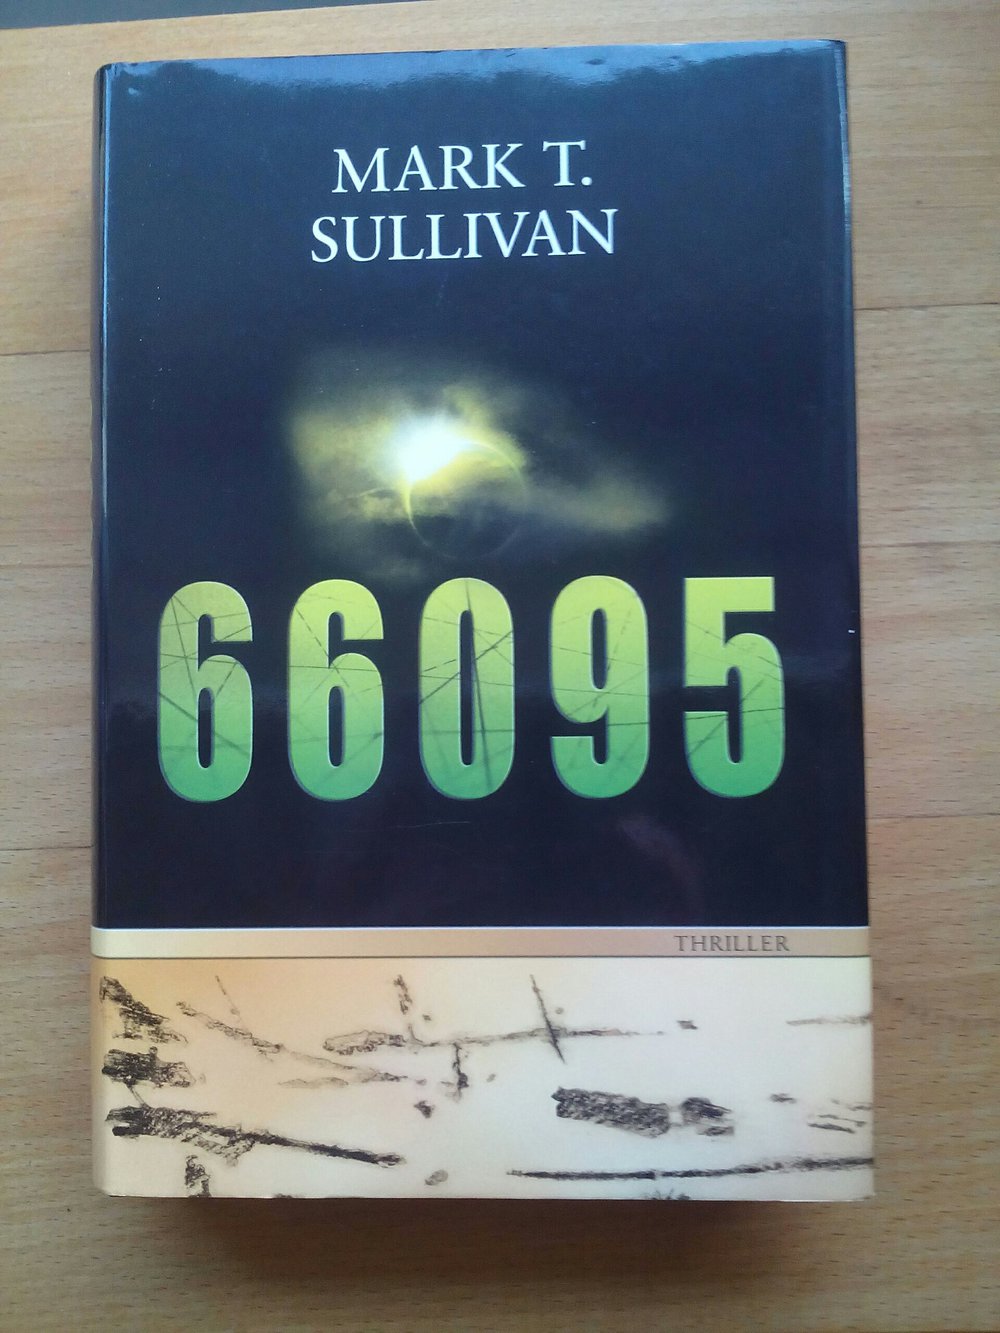 MARK T.
SULLIVAN
66095
THRILLER